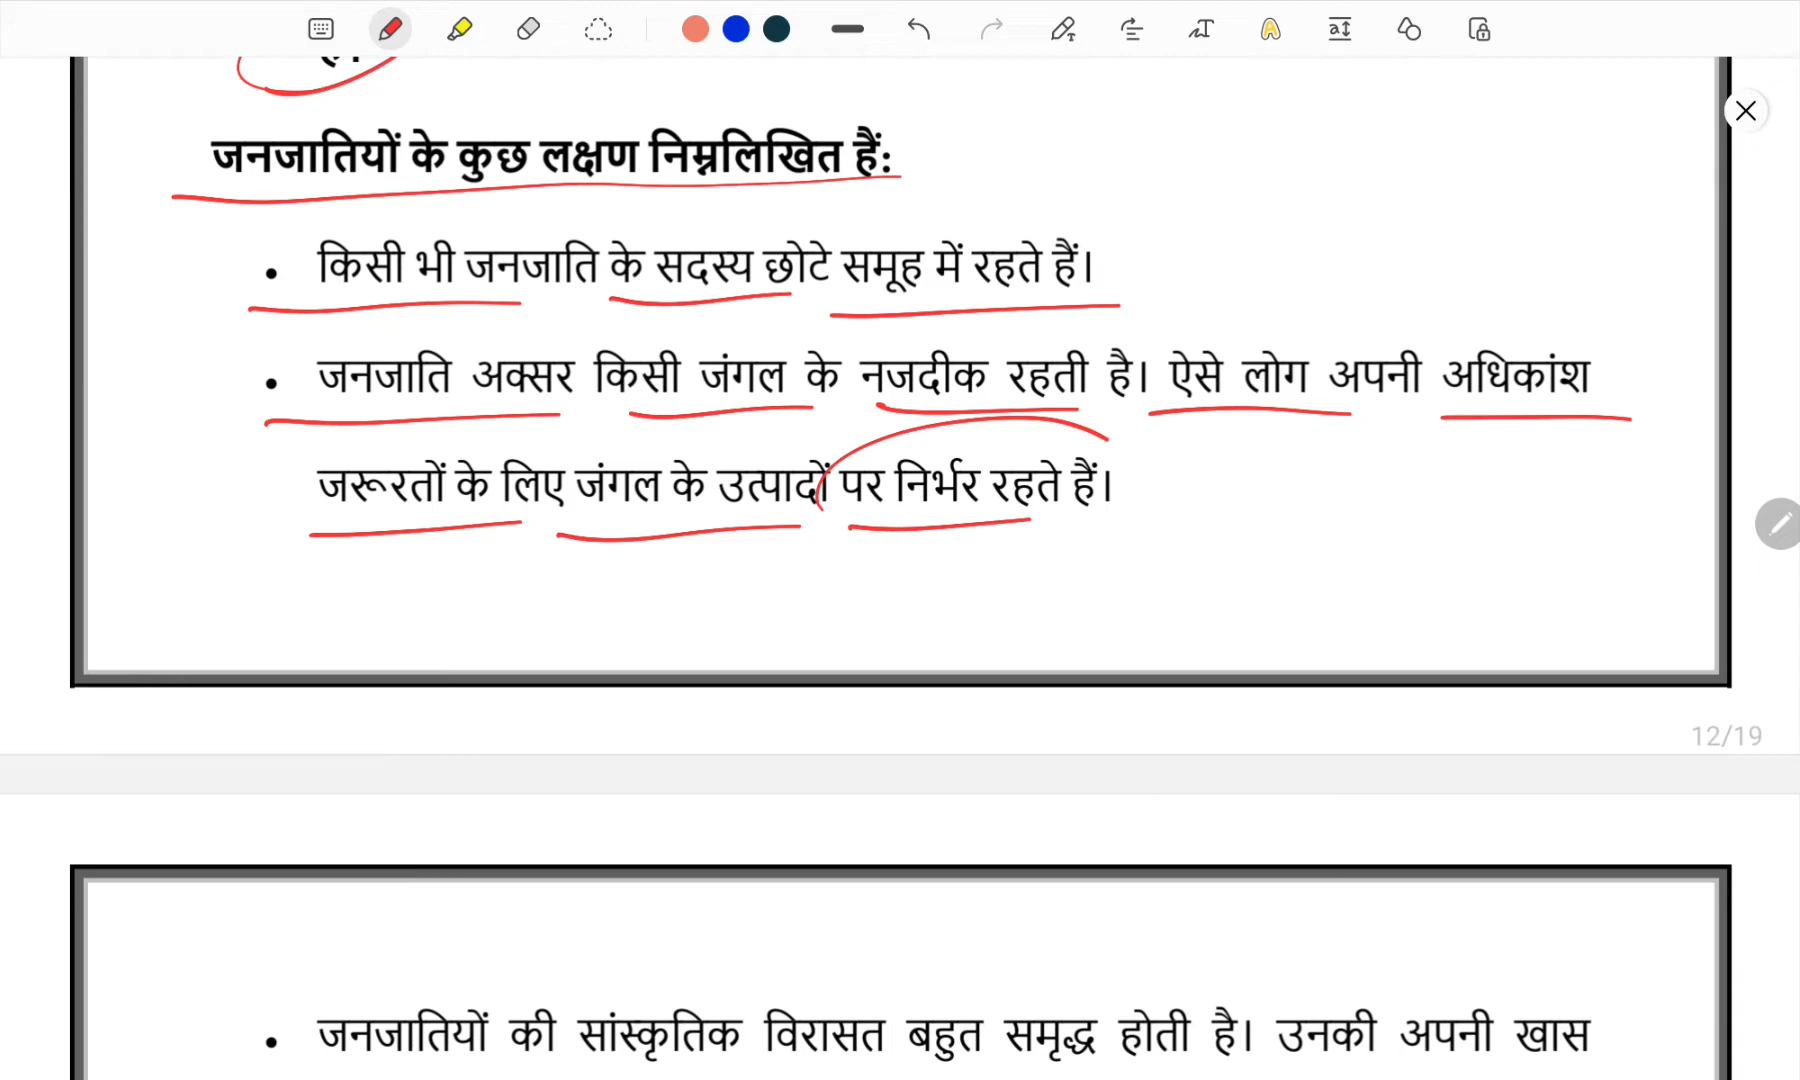 है।
जनजातियों के कुछ लक्षण निम्नलिखित हैं:
• किसी भी जनजाति के सदस्य छोटे समूह में रहते हैं।
• जनजाति अक्सर किसी जंगल के नजदीक रहती है। ऐसे लोग अपनी अधिकांश
जरूरतों के लिए जंगल के उत्पादों पर निर्भर रहते हैं।
12/19
• जनजातियों की सांस्कृतिक विरासत बहुत समृद्ध होती है। उनकी अपनी खास